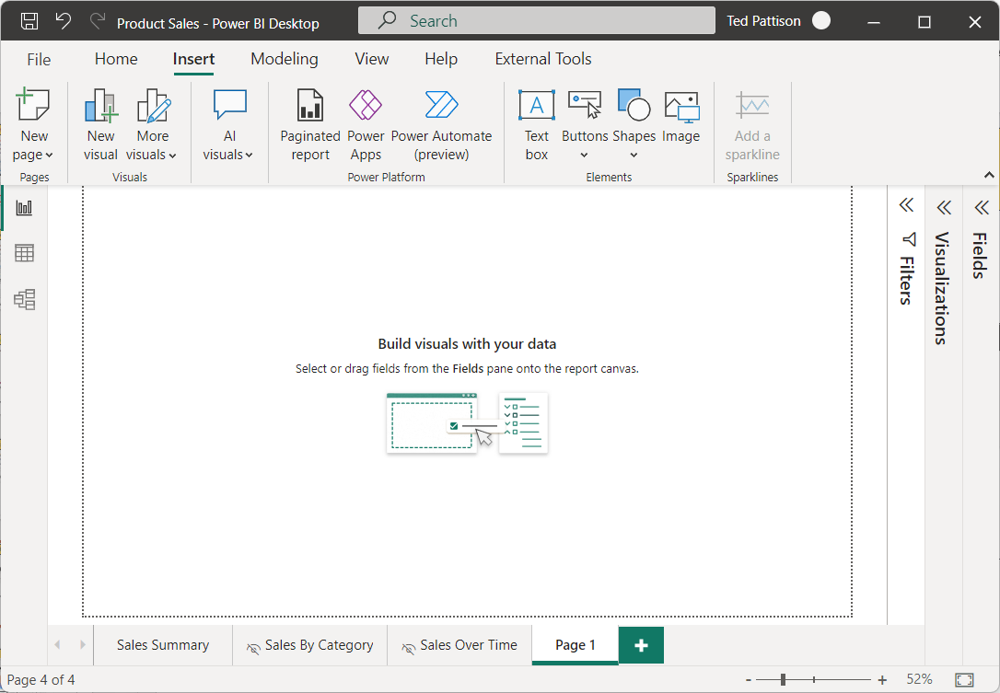 Product Sales - Power BI Desktop
Search
Ted Pattison
File Home Insert Modeling View Help External Tools
New page
New visual
More visuals
AI visuals
Paginated report
Power Apps
Power Automate (preview)
Text box
Buttons
Shapes
Image
Add a sparkline
Pages
Visuals
Power Platform
Elements
Sparklines
Filters
Visualizations
Fields
Build visuals with your data
Select or drag fields from the Fields pane onto the report canvas.
Sales Summary
Sales By Category
Sales Over Time
Page 1
Page 4 of 4
- + 52%